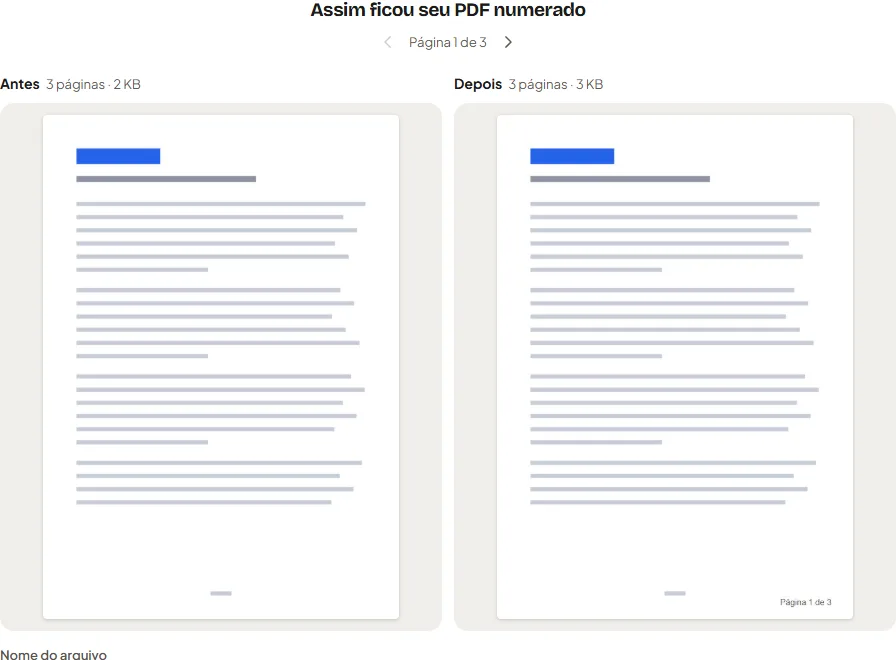 Assim ficou seu PDF numerado
Página 1 de 3
Antes 3 páginas · 2 KB
Depois 3 páginas · 3 KB
Página 1 de 3
Nome do arquivo